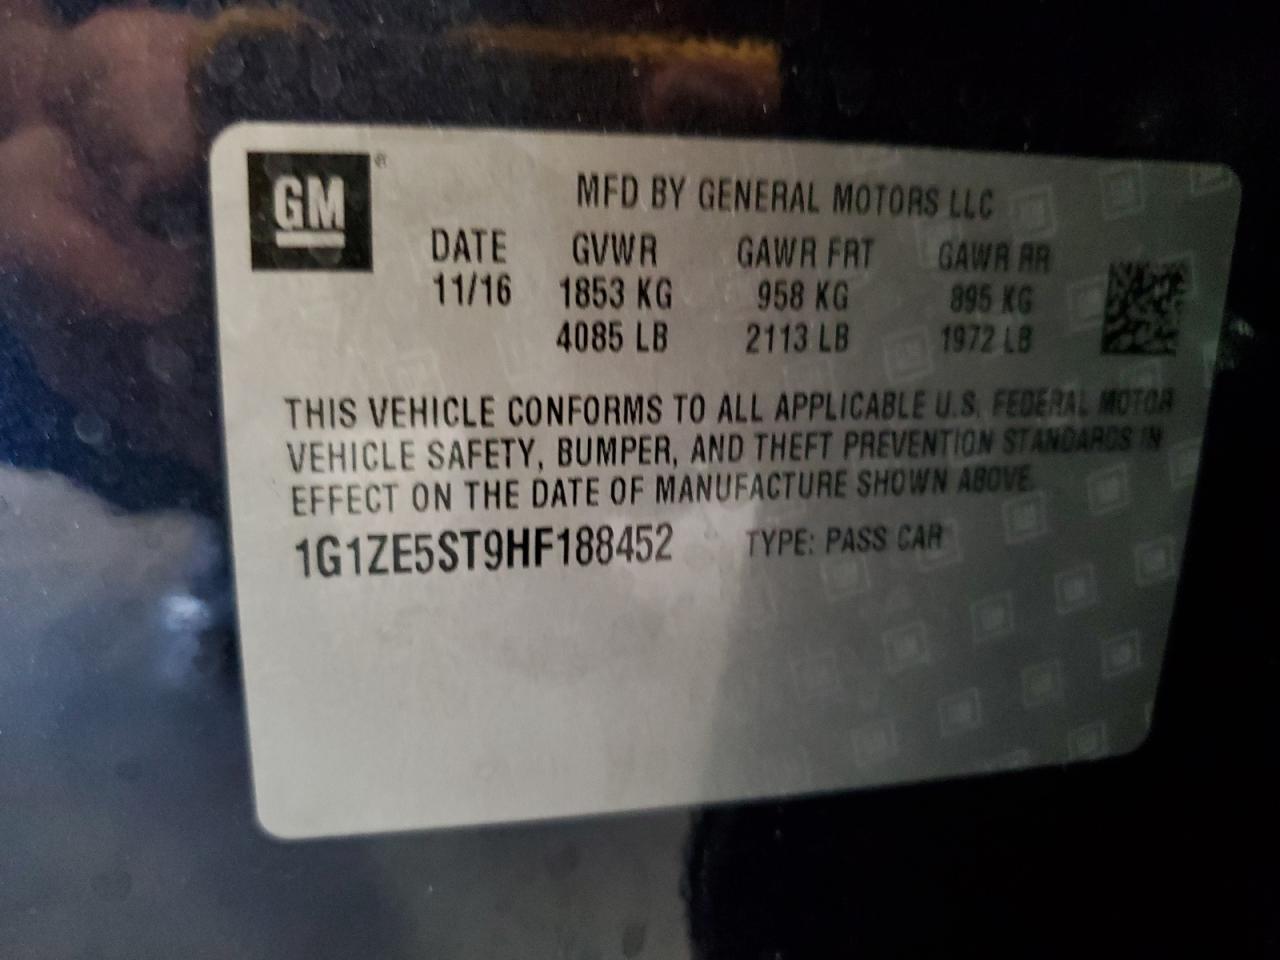 GM®
MFD BY GENERAL MOTORS LLC
DATE GVWR GAWR FRT GAWR RR
11/16 1853 KG 958 KG 895 KG
4085 LB 2113 LB 1972 LB
THIS VEHICLE CONFORMS TO ALL APPLICABLE U.S. FEDERAL MOTOR
VEHICLE SAFETY, BUMPER, AND THEFT PREVENTION STANDARDS IN
EFFECT ON THE DATE OF MANUFACTURE SHOWN ABOVE.
1G1ZE5ST9HF188452 TYPE: PASS CAR